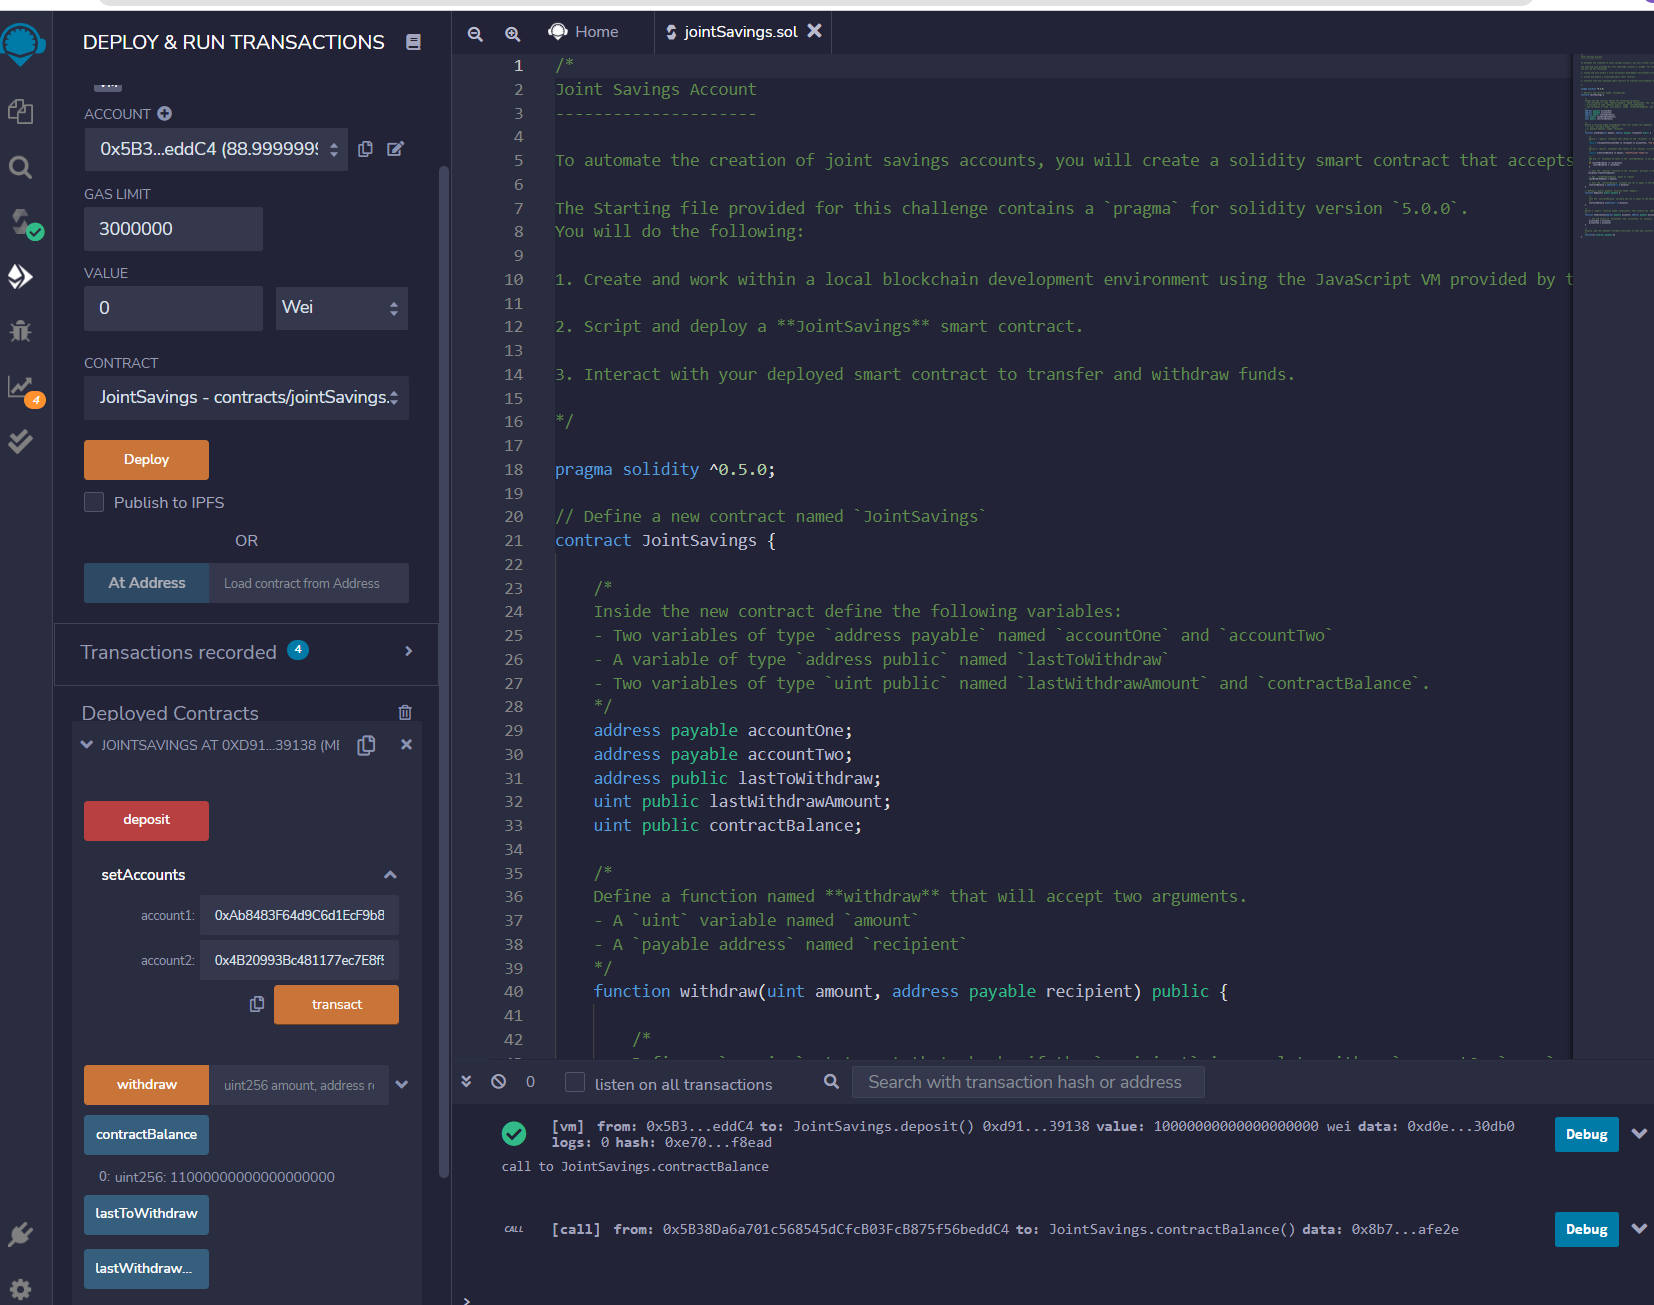 DEPLOY & RUN TRANSACTIONS
ACCOUNT
0x5B3...eddC4 (88.9999999
GAS LIMIT
3000000
VALUE
0
Wei
CONTRACT
JointSavings - contracts/jointSavings.
Deploy
Publish to IPFS
OR
At Address
Load contract from Address
Transactions recorded 4
Deployed Contracts
JOINTSAVINGS AT 0XD91...39138 (ME
deposit
setAccounts
account1: 0xAb8483F64d9C6d1EcF9b8
account2: 0x4B20993Bc481177ec7E8f5
transact
withdraw
uint256 amount, address re
contractBalance
0: uint256: 11000000000000000000
lastToWithdraw
lastWithdraw...
4
Home
jointSavings.sol
1 /*
2 Joint Savings Account
3 ---------------------
4
5 To automate the creation of joint savings accounts, you will create a solidity smart contract that accepts
6
7 The Starting file provided for this challenge contains a `pragma` for solidity version `5.0.0`.
8 You will do the following:
9
10 1. Create and work within a local blockchain development environment using the JavaScript VM provided by t
11
12 2. Script and deploy a **JointSavings** smart contract.
13
14 3. Interact with your deployed smart contract to transfer and withdraw funds.
15
16 */
17
18 pragma solidity ^0.5.0;
19
20 // Define a new contract named `JointSavings`
21 contract JointSavings {
22
23 /*
24 Inside the new contract define the following variables:
25 - Two variables of type `address payable` named `accountOne` and `accountTwo`
26 - A variable of type `address public` named `lastToWithdraw`
27 - Two variables of type `uint public` named `lastWithdrawAmount` and `contractBalance`.
28 */
29 address payable accountOne;
30 address payable accountTwo;
31 address public lastToWithdraw;
32 uint public lastWithdrawAmount;
33 uint public contractBalance;
34
35 /*
36 Define a function named **withdraw** that will accept two arguments.
37 - A `uint` variable named `amount`
38 - A `payable address` named `recipient`
39 */
40 function withdraw(uint amount, address payable recipient) public {
41
42 /*
0
listen on all transactions
Search with transaction hash or address
[vm] from: 0x5B3...eddC4 to: JointSavings.deposit() 0xd91...39138 value: 10000000000000000000 wei data: 0xd0e...30db0
logs: 0 hash: 0xe70...f8ead
Debug
call to JointSavings.contractBalance
CALL
[call] from: 0x5B38Da6a701c568545dCfcB03FcB875f56beddC4 to: JointSavings.contractBalance() data: 0x8b7...afe2e
Debug
>